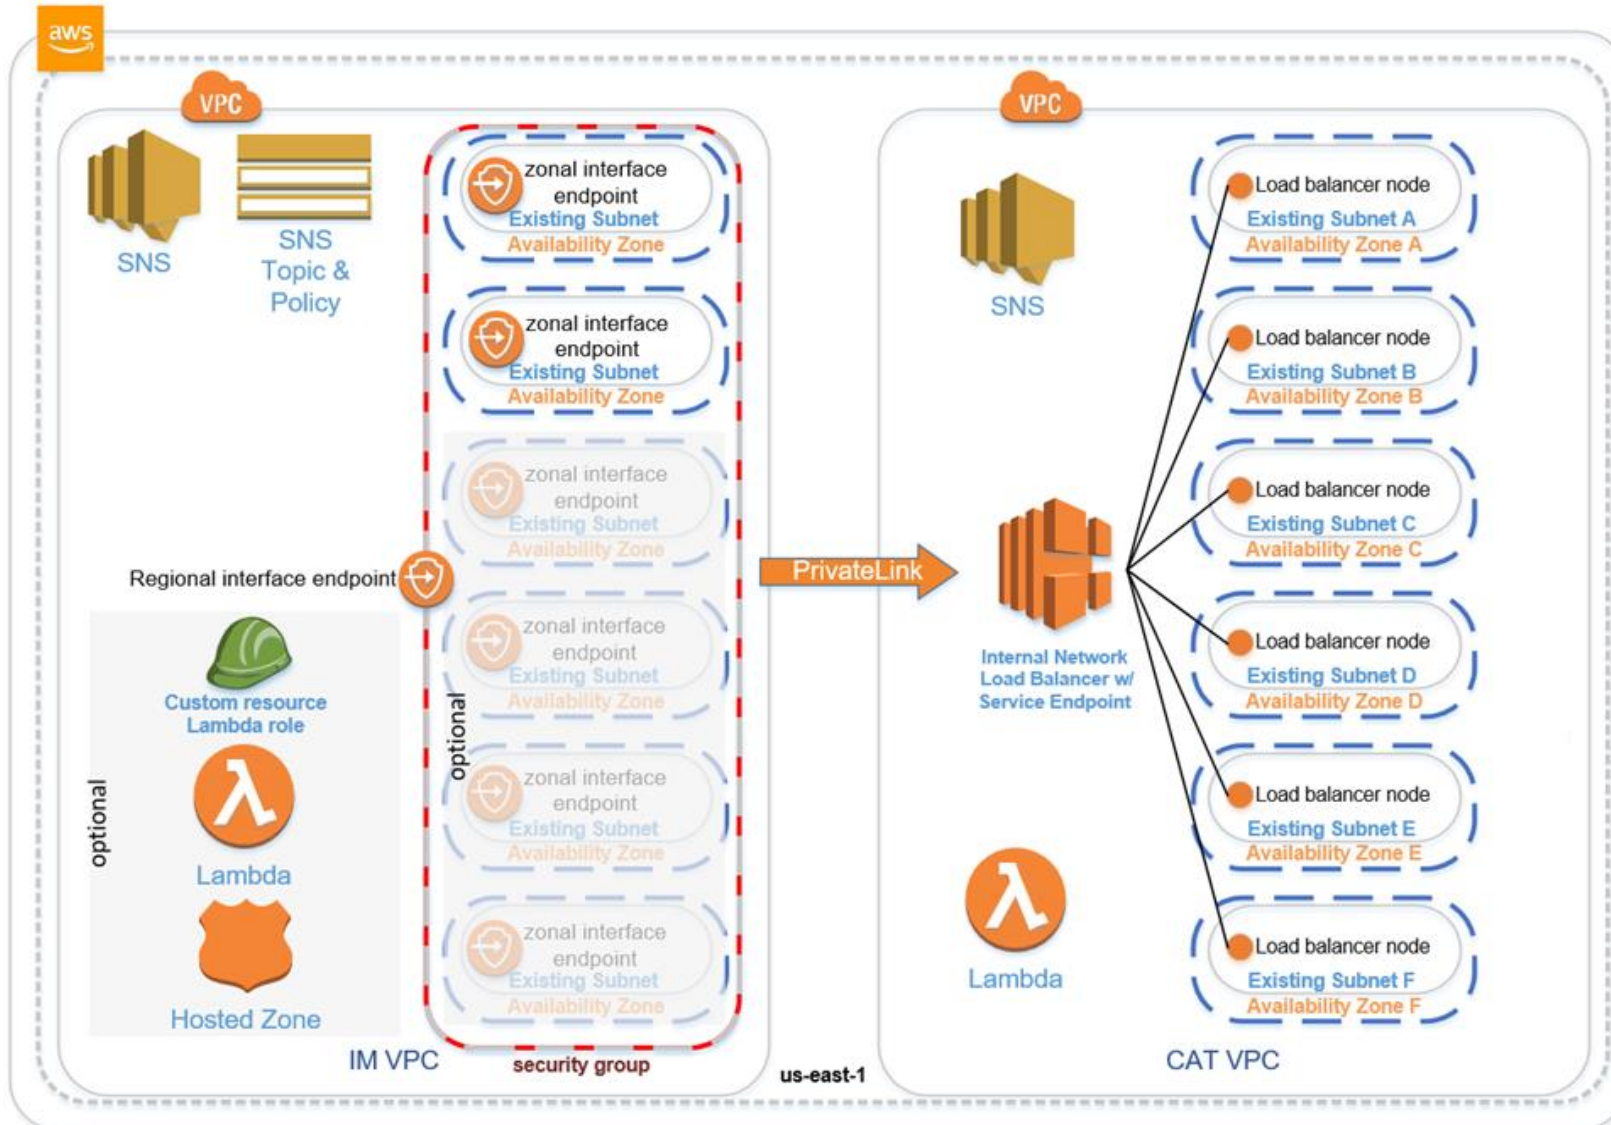 aws
VPC
SNS
SNS
Topic &
Policy
zonal interface
endpoint
Existing Subnet
Availability Zone
zonal interface
endpoint
Existing Subnet
Availability Zone
zonal interface
endpoint
Existing Subnet
Availability Zone
zonal interface
endpoint
Existing Subnet
Availability Zone
zonal interface
endpoint
Existing Subnet
Availability Zone
zonal interface
endpoint
Existing Subnet
Availability Zone
optional
Regional interface endpoint
Custom resource
Lambda role
Lambda
Hosted Zone
optional
IM VPC
security group
PrivateLink
us-east-1
VPC
SNS
Internal Network
Load Balancer w/
Service Endpoint
Lambda
Load balancer node
Existing Subnet A
Availability Zone A
Load balancer node
Existing Subnet B
Availability Zone B
Load balancer node
Existing Subnet C
Availability Zone C
Load balancer node
Existing Subnet D
Availability Zone D
Load balancer node
Existing Subnet E
Availability Zone E
Load balancer node
Existing Subnet F
Availability Zone F
CAT VPC